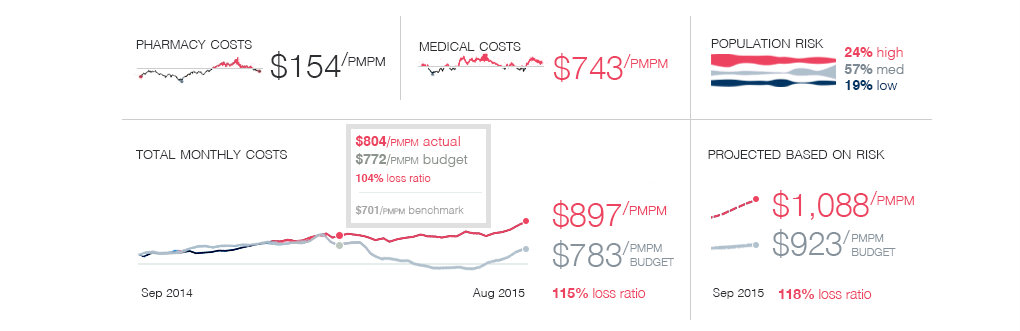 PHARMACY COSTS
$154/PMPM
MEDICAL COSTS
$743/PMPM
POPULATION RISK
24% high
57% med
19% low
TOTAL MONTHLY COSTS
$804/PMPM actual
$772/PMPM budget
104% loss ratio
$701/PMPM benchmark
$897/PMPM
$783/PMPM
BUDGET
Sep 2014
Aug 2015
115% loss ratio
PROJECTED BASED ON RISK
$1,088/PMPM
$923/PMPM
BUDGET
Sep 2015
118% loss ratio